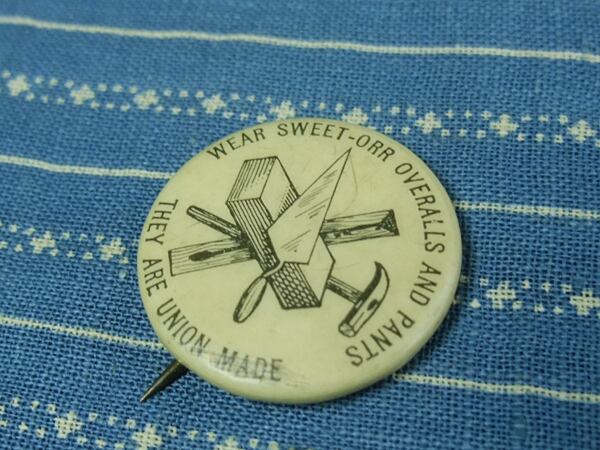 WEAR SWEET-ORR OVERALLS AND PANTS
THEY ARE UNION MADE